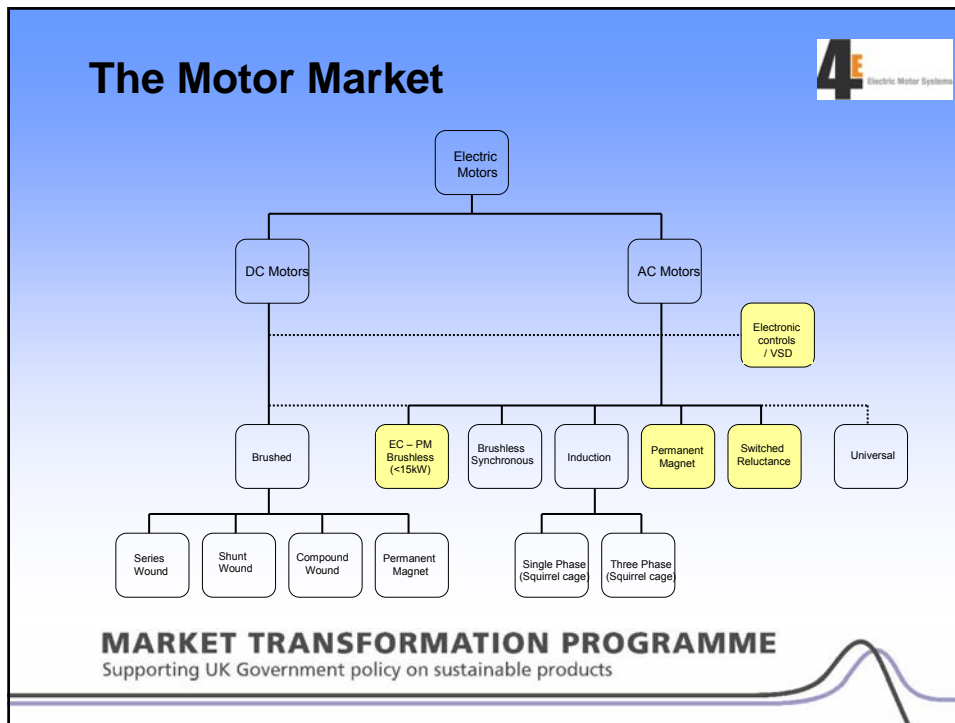 The Motor Market
4E Electric Motor Systems
Electric
Motors
DC Motors
AC Motors
Electronic
controls
/ VSD
Brushed
EC – PM
Brushless
(<15kW)
Brushless
Synchronous
Induction
Permanent
Magnet
Switched
Reluctance
Universal
Series
Wound
Shunt
Wound
Compound
Wound
Permanent
Magnet
Single Phase
(Squirrel cage)
Three Phase
(Squirrel cage)
MARKET TRANSFORMATION PROGRAMME
Supporting UK Government policy on sustainable products